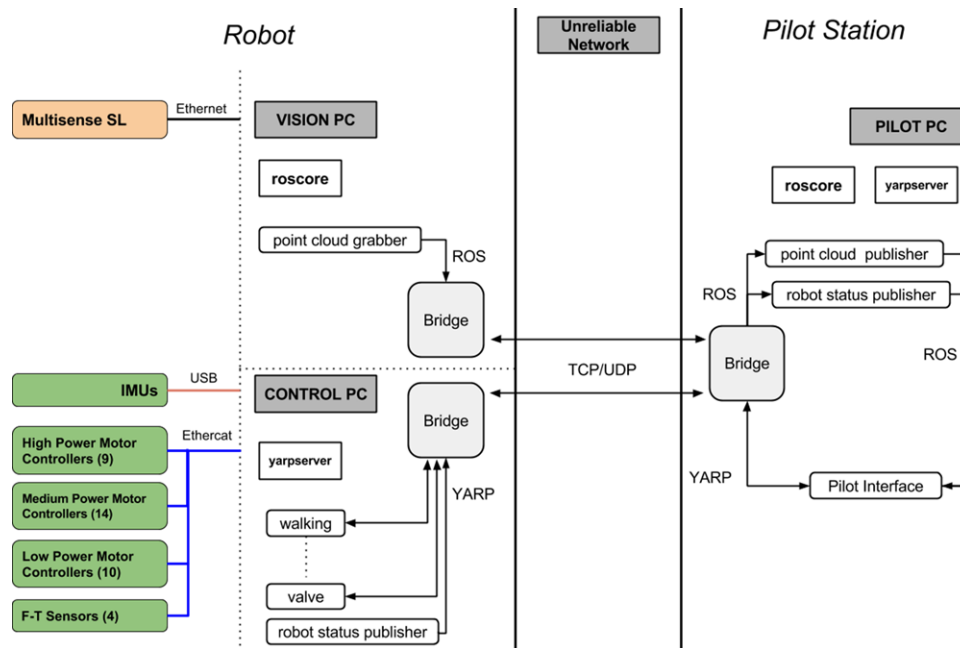 Robot
Unreliable
Network
Pilot Station
Ethernet
Multisense SL
VISION PC
PILOT PC
roscore
roscore
yarpserver
point cloud grabber
ROS
point cloud publisher
ROS
robot status publisher
Bridge
Bridge
ROS
TCP/UDP
USB
IMUs
CONTROL PC
Bridge
Ethercat
High Power Motor
Controllers (9)
yarpserver
YARP
YARP
Pilot Interface
Medium Power Motor
Controllers (14)
walking
Low Power Motor
Controllers (10)
valve
F-T Sensors (4)
robot status publisher